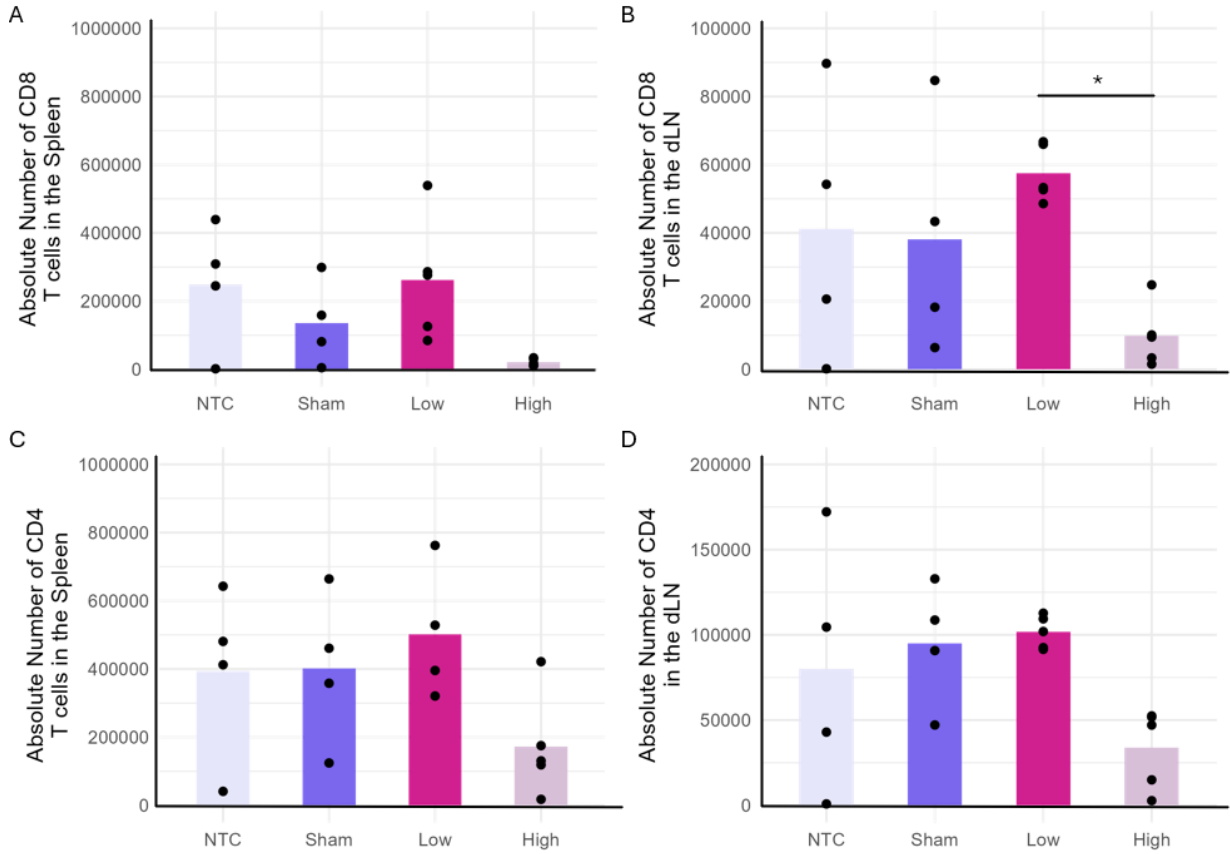 A
Absolute Number of CD8
T cells in the Spleen
1000000
800000
600000
400000
200000
0
NTC Sham Low High
B
Absolute Number of CD8
T cells in the dLN
100000
80000
60000
40000
20000
0
*
NTC Sham Low High
C
Absolute Number of CD4
T cells in the Spleen
1000000
800000
600000
400000
200000
0
NTC Sham Low High
D
Absolute Number of CD4
in the dLN
200000
150000
100000
50000
0
NTC Sham Low High